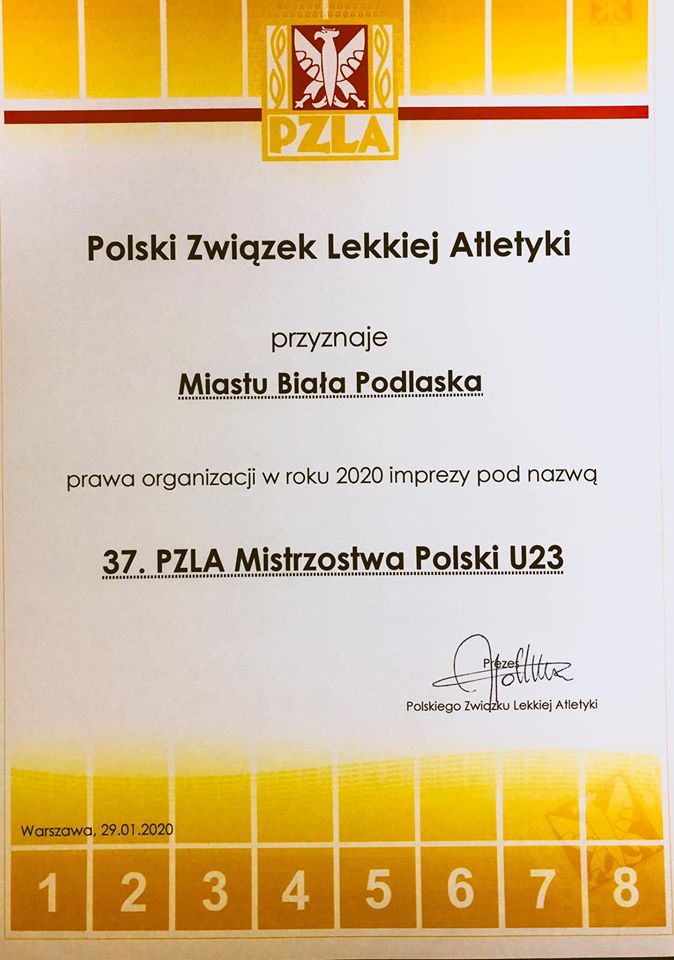 PZLA
Polski Związek Lekkiej Atletyki
przyznaje
Miastu Biała Podlaska
prawa organizacji w roku 2020 imprezy pod nazwą
37. PZLA Mistrzostwa Polski U23
Prezes
Polskiego Związku Lekkiej Atletyki
Warszawa, 29.01.2020
1 2 3 4 5 6 7 8